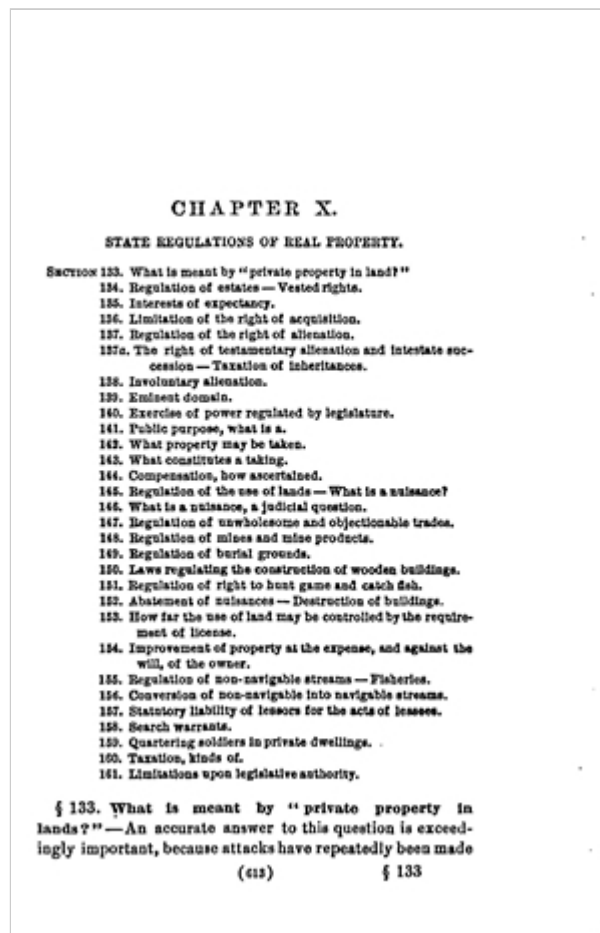 CHAPTER X.
STATE REGULATIONS OF REAL PROPERTY.
SECTION 133. What is meant by "private property in land?"
134. Regulation of estates — Vested rights.
135. Interests of expectancy.
136. Limitation of the right of acquisition.
137. Regulation of the right of alienation.
137a. The right of testamentary alienation and intestate suc-
cession — Taxation of inheritances.
138. Involuntary alienation.
139. Eminent domain.
140. Exercise of power regulated by legislature.
141. Public purpose, what is a.
142. What property may be taken.
143. What constitutes a taking.
144. Compensation, how ascertained.
145. Regulation of the use of lands — What is a nuisance?
146. What is a nuisance, a judicial question.
147. Regulation of unwholesome and objectionable trades.
148. Regulation of mines and mine products.
149. Regulation of burial grounds.
150. Laws regulating the construction of wooden buildings.
151. Regulation of right to hunt game and catch fish.
152. Abatement of nuisances — Destruction of buildings.
153. How far the use of land may be controlled by the require-
ment of license.
154. Improvement of property at the expense, and against the
will, of the owner.
155. Regulation of non-navigable streams — Fisheries.
156. Conversion of non-navigable into navigable streams.
157. Statutory liability of lessors for the acts of lessees.
158. Search warrants.
159. Quartering soldiers in private dwellings.
160. Taxation, kinds of.
161. Limitations upon legislative authority.
§ 133. What is meant by "private property in
lands?"—An accurate answer to this question is exceed-
ingly important, because attacks have repeatedly been made
(613) § 133